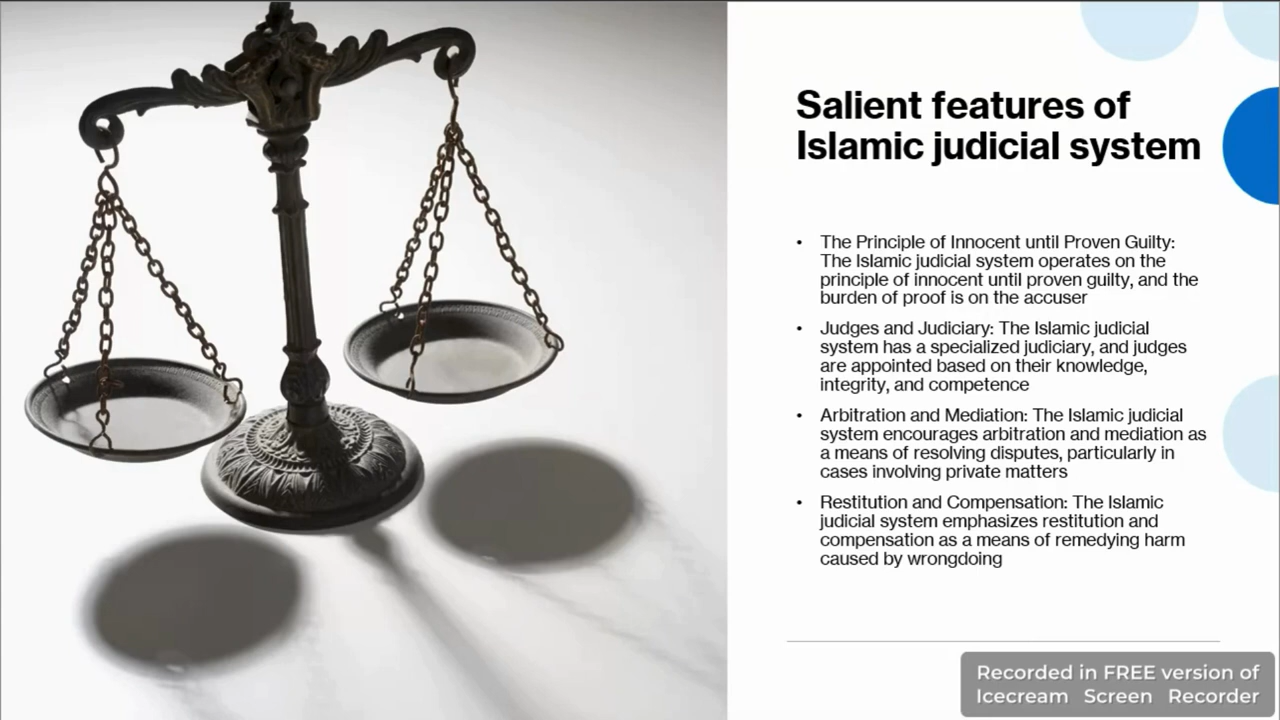 Salient features of
Islamic judicial system
• The Principle of Innocent until Proven Guilty:
The Islamic judicial system operates on the
principle of innocent until proven guilty, and the
burden of proof is on the accuser
• Judges and Judiciary: The Islamic judicial
system has a specialized judiciary, and judges
are appointed based on their knowledge,
integrity, and competence
• Arbitration and Mediation: The Islamic judicial
system encourages arbitration and mediation as
a means of resolving disputes, particularly in
cases involving private matters
• Restitution and Compensation: The Islamic
judicial system emphasizes restitution and
compensation as a means of remedying harm
caused by wrongdoing
Recorded in FREE version of
Icecream Screen Recorder